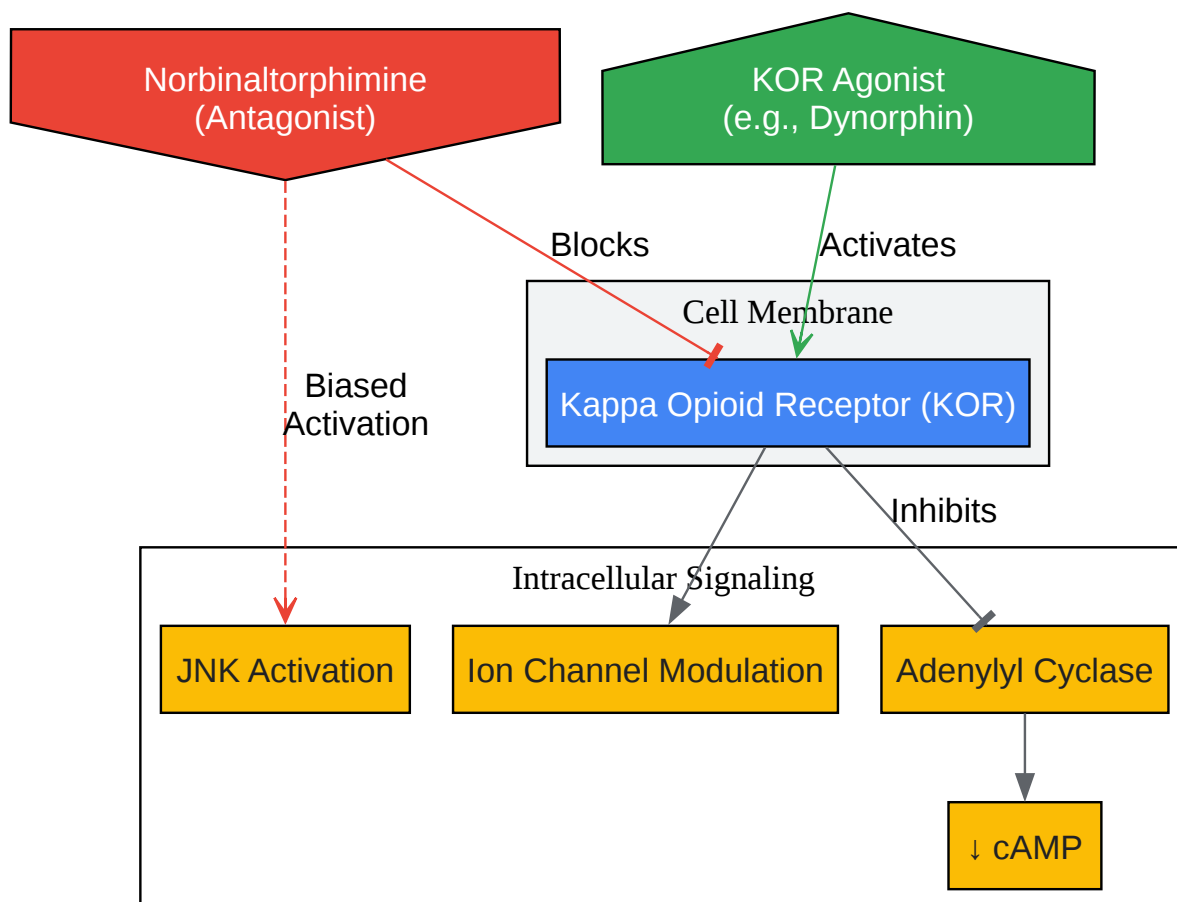 Norbinaltorphimine
(Antagonist)
KOR Agonist
(e.g., Dynorphin)
Blocks
Activates
Cell Membrane
Kappa Opioid Receptor (KOR)
Biased
Activation
Inhibits
Intracellular Signaling
JNK Activation
Ion Channel Modulation
Adenylyl Cyclase
↓ cAMP